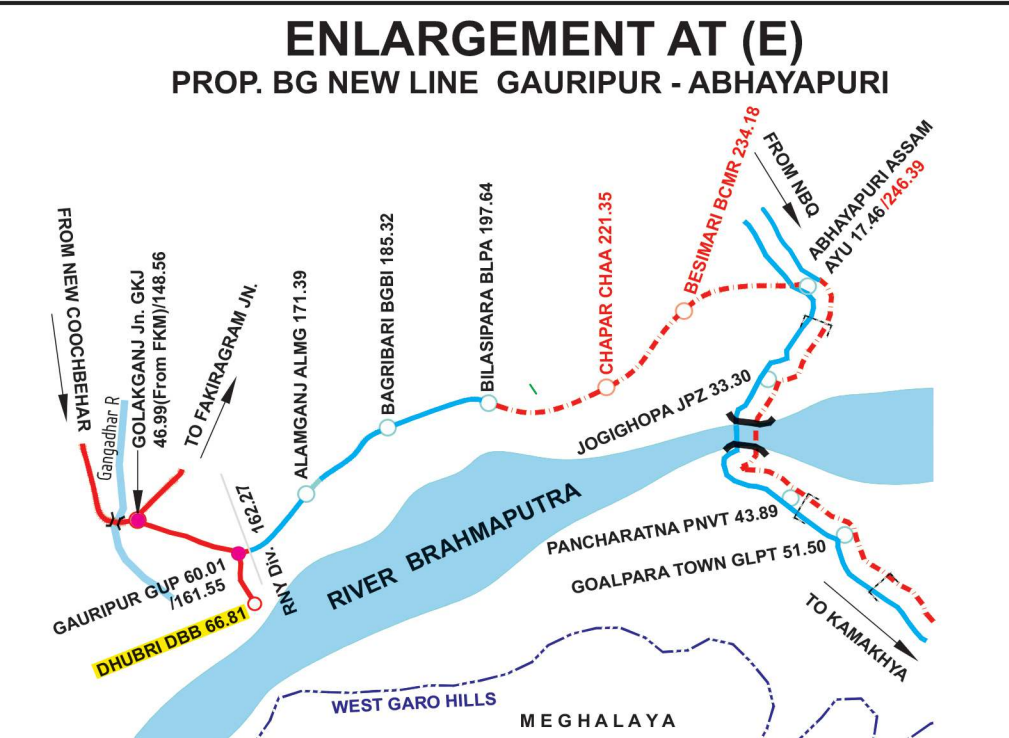 ENLARGEMENT AT (E)
PROP. BG NEW LINE GAURIPUR - ABHAYAPURI
FROM NEW COOCHBEHAR
Gangadhar R
GOLAKGANJ Jn. GKJ
46.99(From FKM)/148.56
TO FAKIRAGRAM JN.
GAURIPUR GUP 60.01
/161.55
DHUBRI DBB 66.81
RNY Div. 162.27
ALAMGANJ ALMG 171.39
BAGRIBARI BGBI 185.32
BILASIPARA BLPA 197.64
CHAPAR CHAA 221.35
BESIMARI BCMR 234.18
FROM NBQ
ABHAYAPURI ASSAM
AYU 17.46 /246.39
JOGIGHOPA JPZ 33.30
RIVER BRAHMAPUTRA
PANCHARATNA PNVT 43.89
GOALPARA TOWN GLPT 51.50
TO KAMAKHYA
WEST GARO HILLS
MEGHALAYA